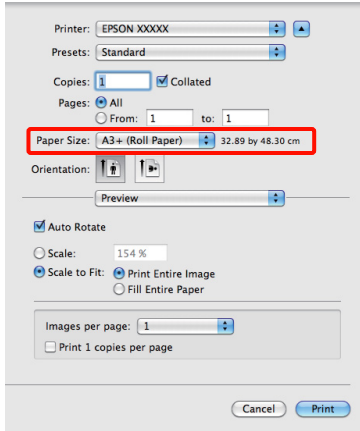 Printer: EPSON XXXXX
Presets: Standard
Copies: 1 Collated
Pages: All
From: 1 to: 1
Paper Size: A3+ (Roll Paper) 32.89 by 48.30 cm
Orientation:
Preview
Auto Rotate
Scale: 154 %
Scale to Fit: Print Entire Image
Fill Entire Paper
Images per page: 1
Print 1 copies per page
Cancel Print